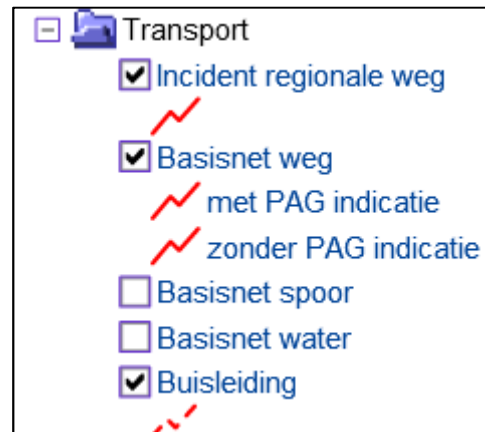 Transport
Incident regionale weg
Basisnet weg
met PAG indicatie
zonder PAG indicatie
Basisnet spoor
Basisnet water
Buisleiding